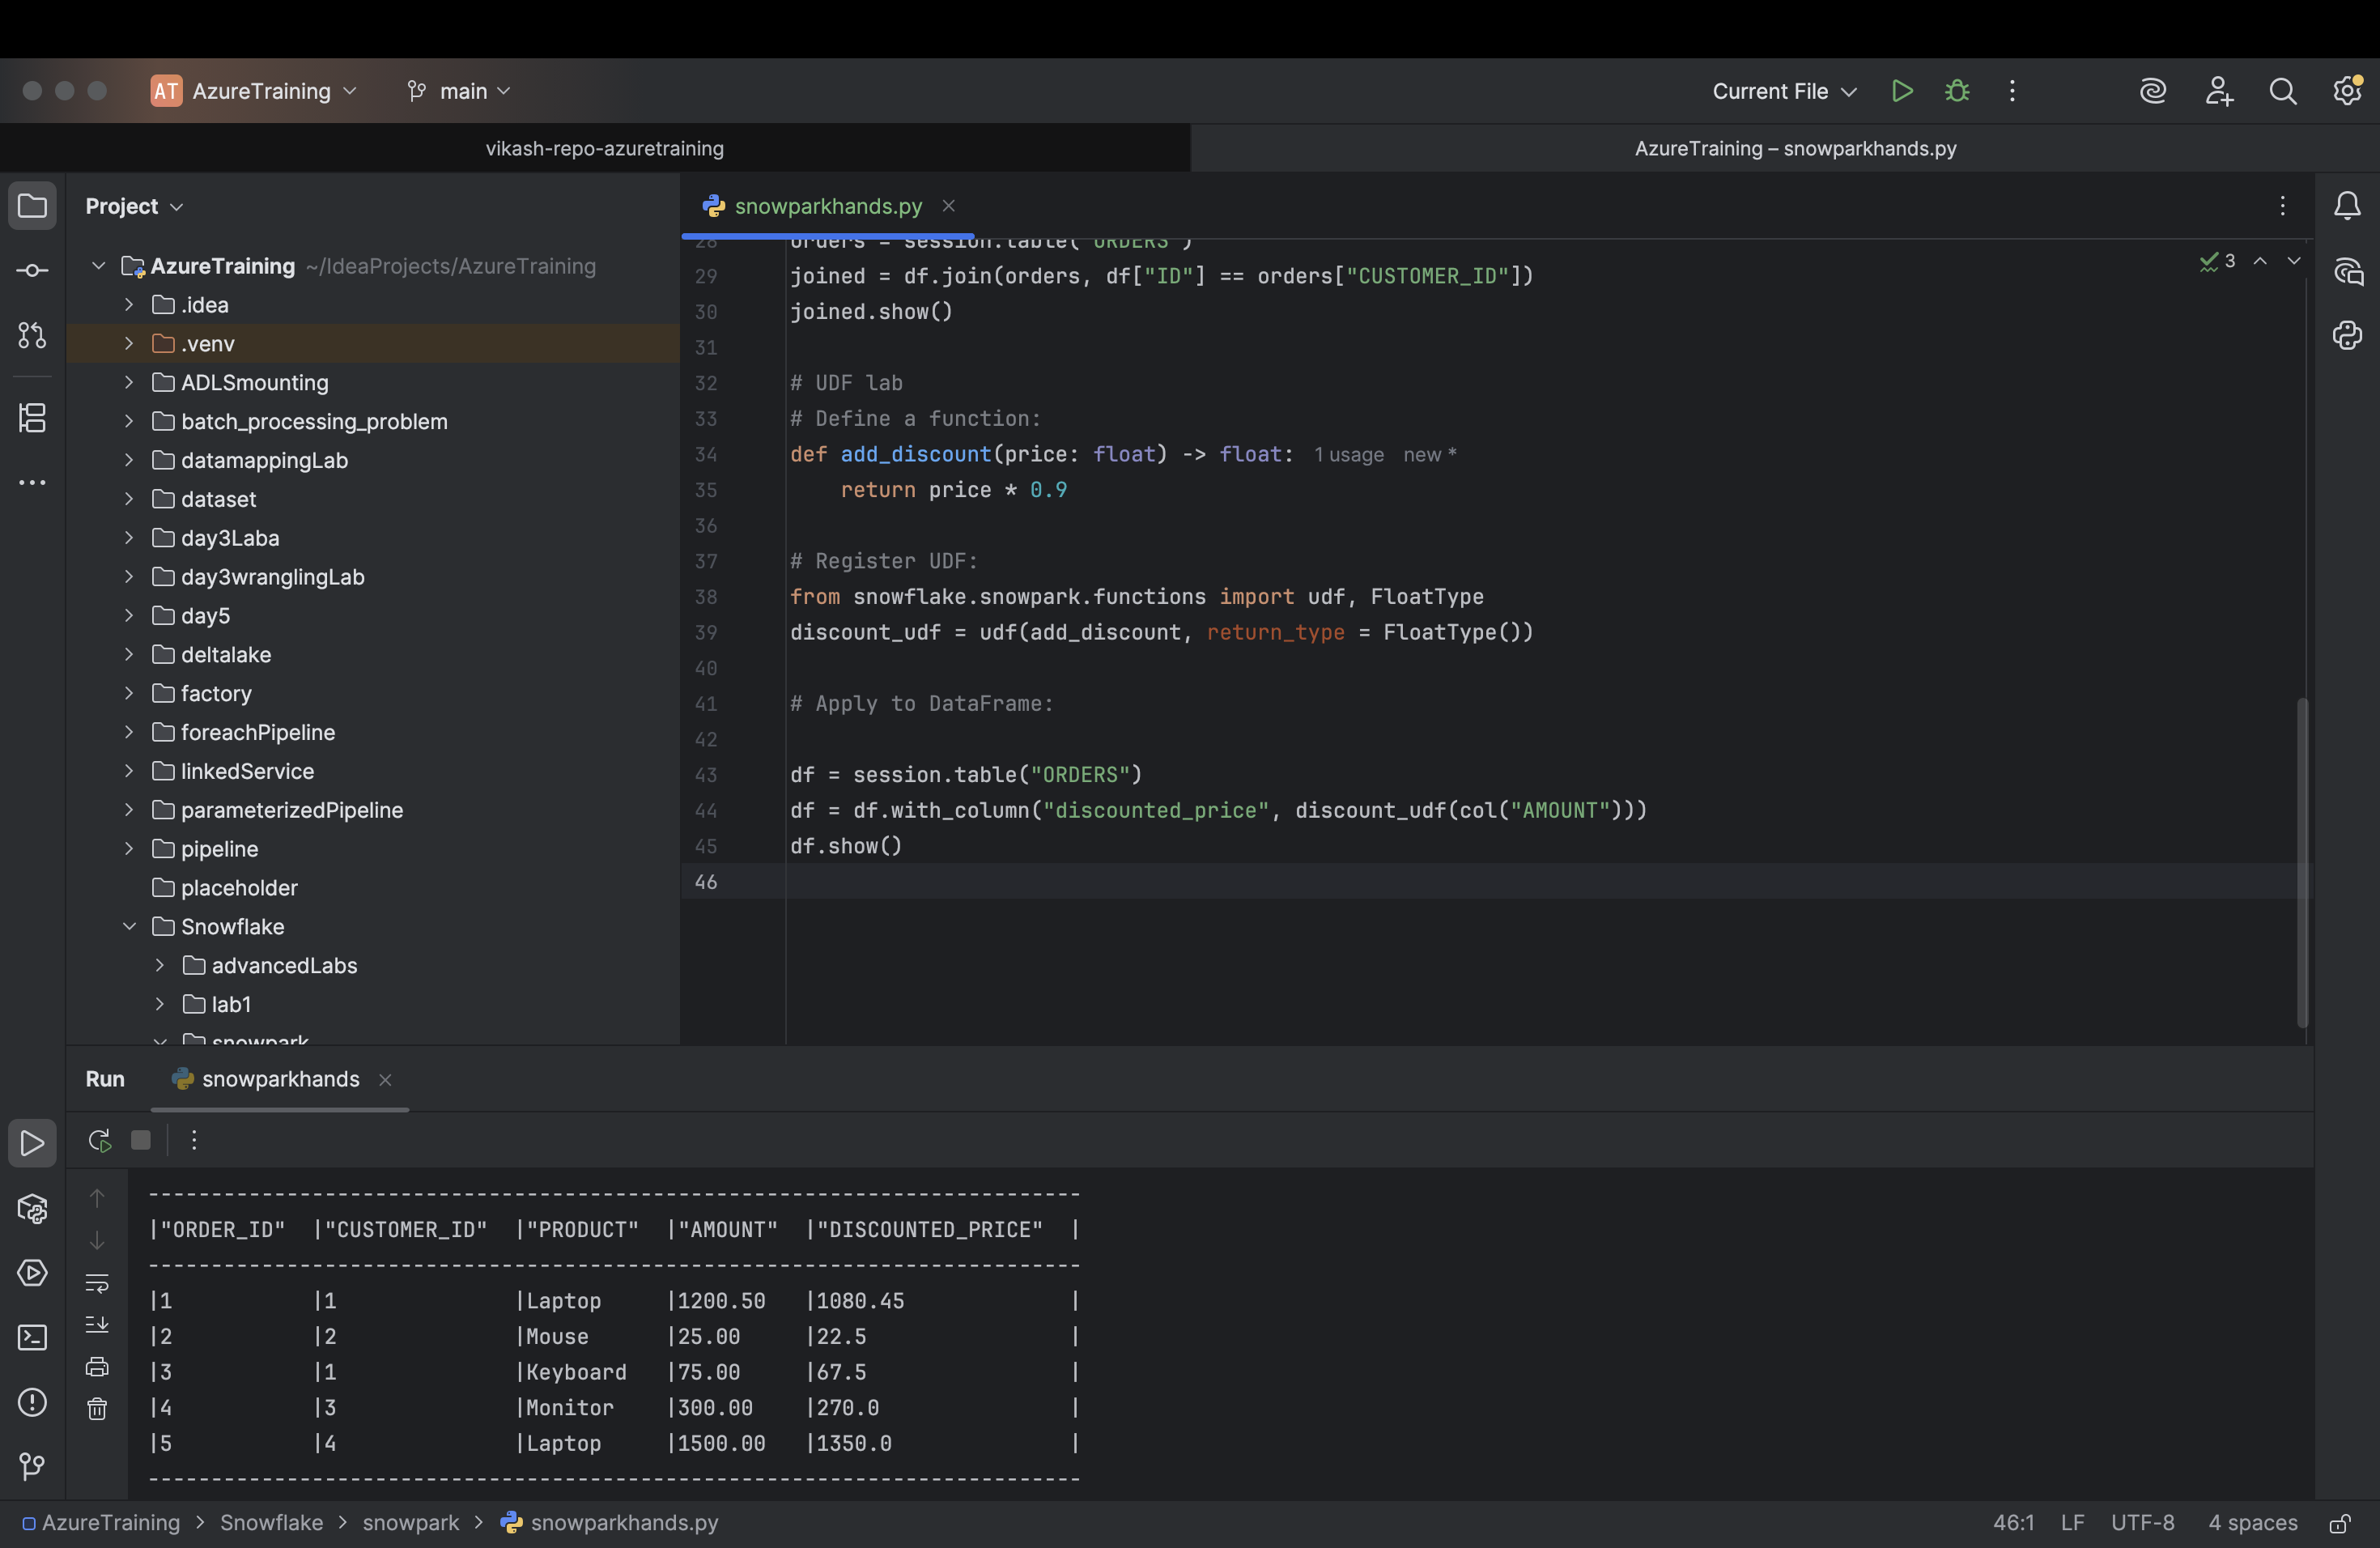 AT AzureTraining main Current File
vikash-repo-azuretraining AzureTraining – snowparkhands.py
Project
snowparkhands.py
AzureTraining ~/IdeaProjects/AzureTraining
.idea
.venv
ADLSmounting
batch_processing_problem
datamappingLab
dataset
day3Laba
day3wranglingLab
day5
deltalake
factory
foreachPipeline
linkedService
parameterizedPipeline
pipeline
placeholder
Snowflake
advancedLabs
lab1
snowpark
3
28 orders = session.table("ORDERS")
29 joined = df.join(orders, df["ID"] == orders["CUSTOMER_ID"])
30 joined.show()
31
32 # UDF lab
33 # Define a function:
34 def add_discount(price: float) -> float: 1 usage new *
35     return price * 0.9
36
37 # Register UDF:
38 from snowflake.snowpark.functions import udf, FloatType
39 discount_udf = udf(add_discount, return_type = FloatType())
40
41 # Apply to DataFrame:
42
43 df = session.table("ORDERS")
44 df = df.with_column("discounted_price", discount_udf(col("AMOUNT")))
45 df.show()
46
Run snowparkhands
--------------------------------------------------------------------------
|"ORDER_ID"  |"CUSTOMER_ID"  |"PRODUCT"  |"AMOUNT"  |"DISCOUNTED_PRICE"  |
--------------------------------------------------------------------------
|1           |1              |Laptop     |1200.50   |1080.45             |
|2           |2              |Mouse      |25.00     |22.5                |
|3           |1              |Keyboard   |75.00     |67.5                |
|4           |3              |Monitor    |300.00    |270.0               |
|5           |4              |Laptop     |1500.00   |1350.0              |
--------------------------------------------------------------------------
AzureTraining > Snowflake > snowpark > snowparkhands.py 46:1 LF UTF-8 4 spaces